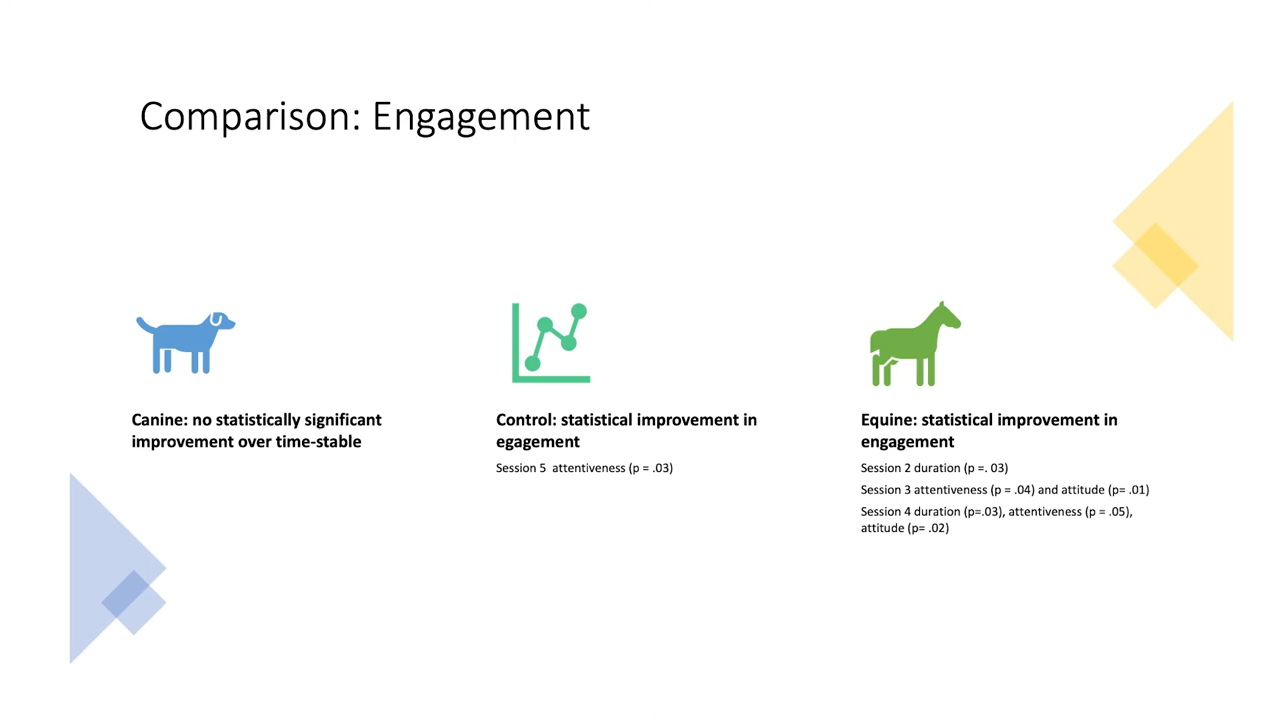 Comparison: Engagement
Canine: no statistically significant
improvement over time-stable
Control: statistical improvement in
egagement
Session 5  attentiveness (p = .03)
Equine: statistical improvement in
engagement
Session 2 duration (p =. 03)
Session 3 attentiveness (p = .04) and attitude (p= .01)
Session 4 duration (p=.03), attentiveness (p = .05),
attitude (p= .02)